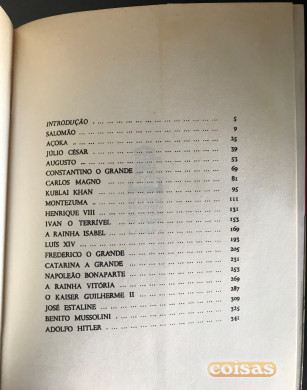 INTRODUÇÃO ... 5
SALOMÃO ... 9
AÇOKA ... 25
JÚLIO CÉSAR ... 39
AUGUSTO ... 53
CONSTANTINO O GRANDE ... 69
CARLOS MAGNO ... 81
KUBLAI KHAN ... 95
MONTEZUMA ... 111
HENRIQUE VIII ... 131
IVAN O TERRÍVEL ... 153
A RAINHA ISABEL ... 169
LUÍS XIV ... 193
FREDERICO O GRANDE ... 205
CATARINA A GRANDE ... 231
NAPOLEÃO BONAPARTE ... 253
A RAINHA VITÓRIA ... 269
O KAISER GUILHERME II ... 287
JOSÉ ESTALINE ... 309
BENITO MUSSOLINI ... 325
ADOLFO HITLER ... 341
coisas